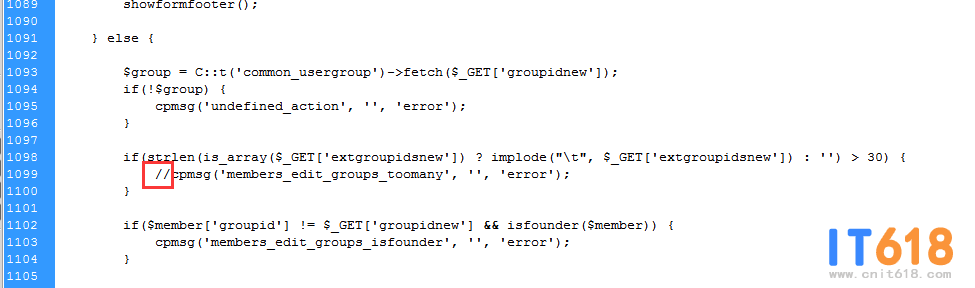 1089 showformfooter();
1090
1091 } else {
1092
1093 $group = C::t('common_usergroup')->fetch($_GET['groupidnew']);
1094 if(!$group) {
1095 cpmsg('undefined_action', '', 'error');
1096 }
1097
1098 if(strlen(is_array($_GET['extgroupidsnew']) ? implode("\t", $_GET['extgroupidsnew']) : '') > 30) {
1099 //cpmsg('members_edit_groups_toomany', '', 'error');
1100 }
1101
1102 if($member['groupid'] != $_GET['groupidnew'] && isfounder($member)) {
1103 cpmsg('members_edit_groups_isfounder', '', 'error');
1104 }
1105
IT618
www.cnit618.com